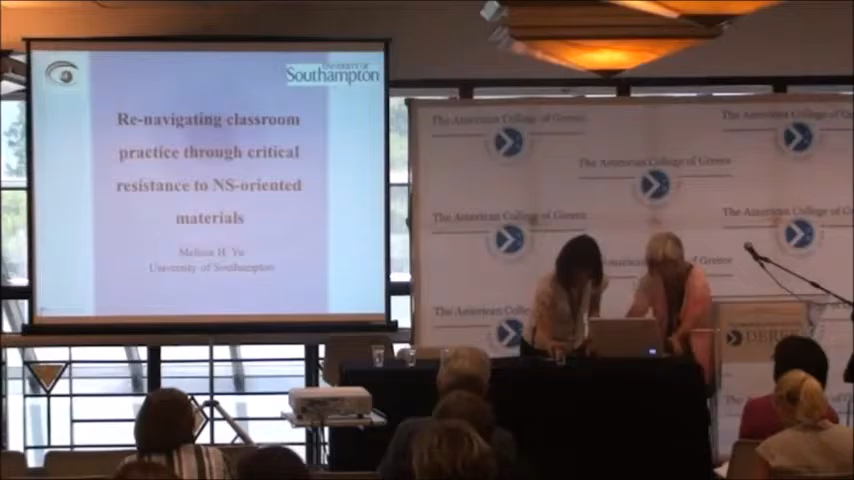 UNIVERSITY OF
Southampton
Re-navigating classroom
practice through critical
resistance to NS-oriented
materials
Melissa H. Yu
University of Southampton
The American College of Greece
The American College of Greece
The American College of Greece
The American College of Greece
The American College of Greece
of Greece
The American College
DEREE